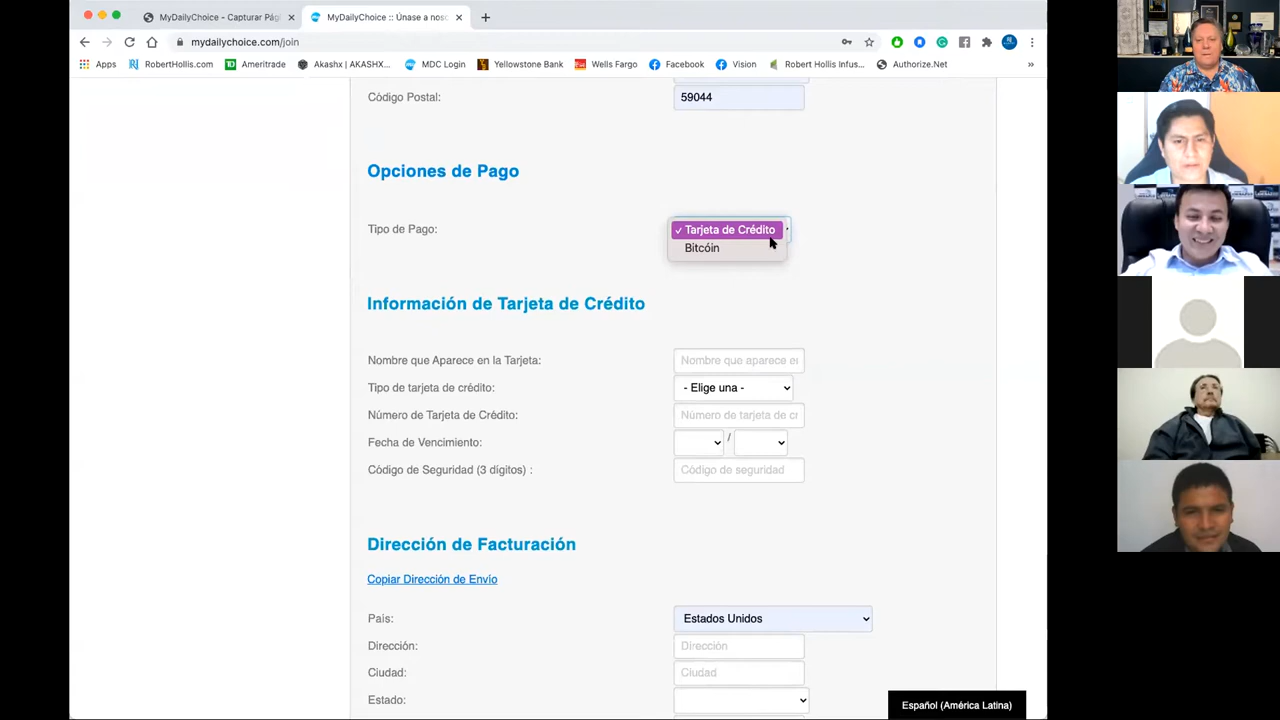 MyDailyChoice - Capturar Pág
MyDailyChoice :: Únase a nosc
mydailychoice.com/join
Apps
RobertHollis.com
Ameritrade
Akashx | AKASHX...
MDC Login
Yellowstone Bank
Wells Fargo
Facebook
Vision
Robert Hollis Infus...
Authorize.Net
»
Código Postal:
59044
Opciones de Pago
Tipo de Pago:
✓ Tarjeta de Crédito
Bitcóin
Información de Tarjeta de Crédito
Nombre que Aparece en la Tarjeta:
Nombre que aparece en
Tipo de tarjeta de crédito:
- Elige una -
Número de Tarjeta de Crédito:
Número de tarjeta de cr
Fecha de Vencimiento:
/
Código de Seguridad (3 dígitos) :
Código de seguridad
Dirección de Facturación
Copiar Dirección de Envío
País:
Estados Unidos
Dirección:
Dirección
Ciudad:
Ciudad
Estado:
Español (América Latina)